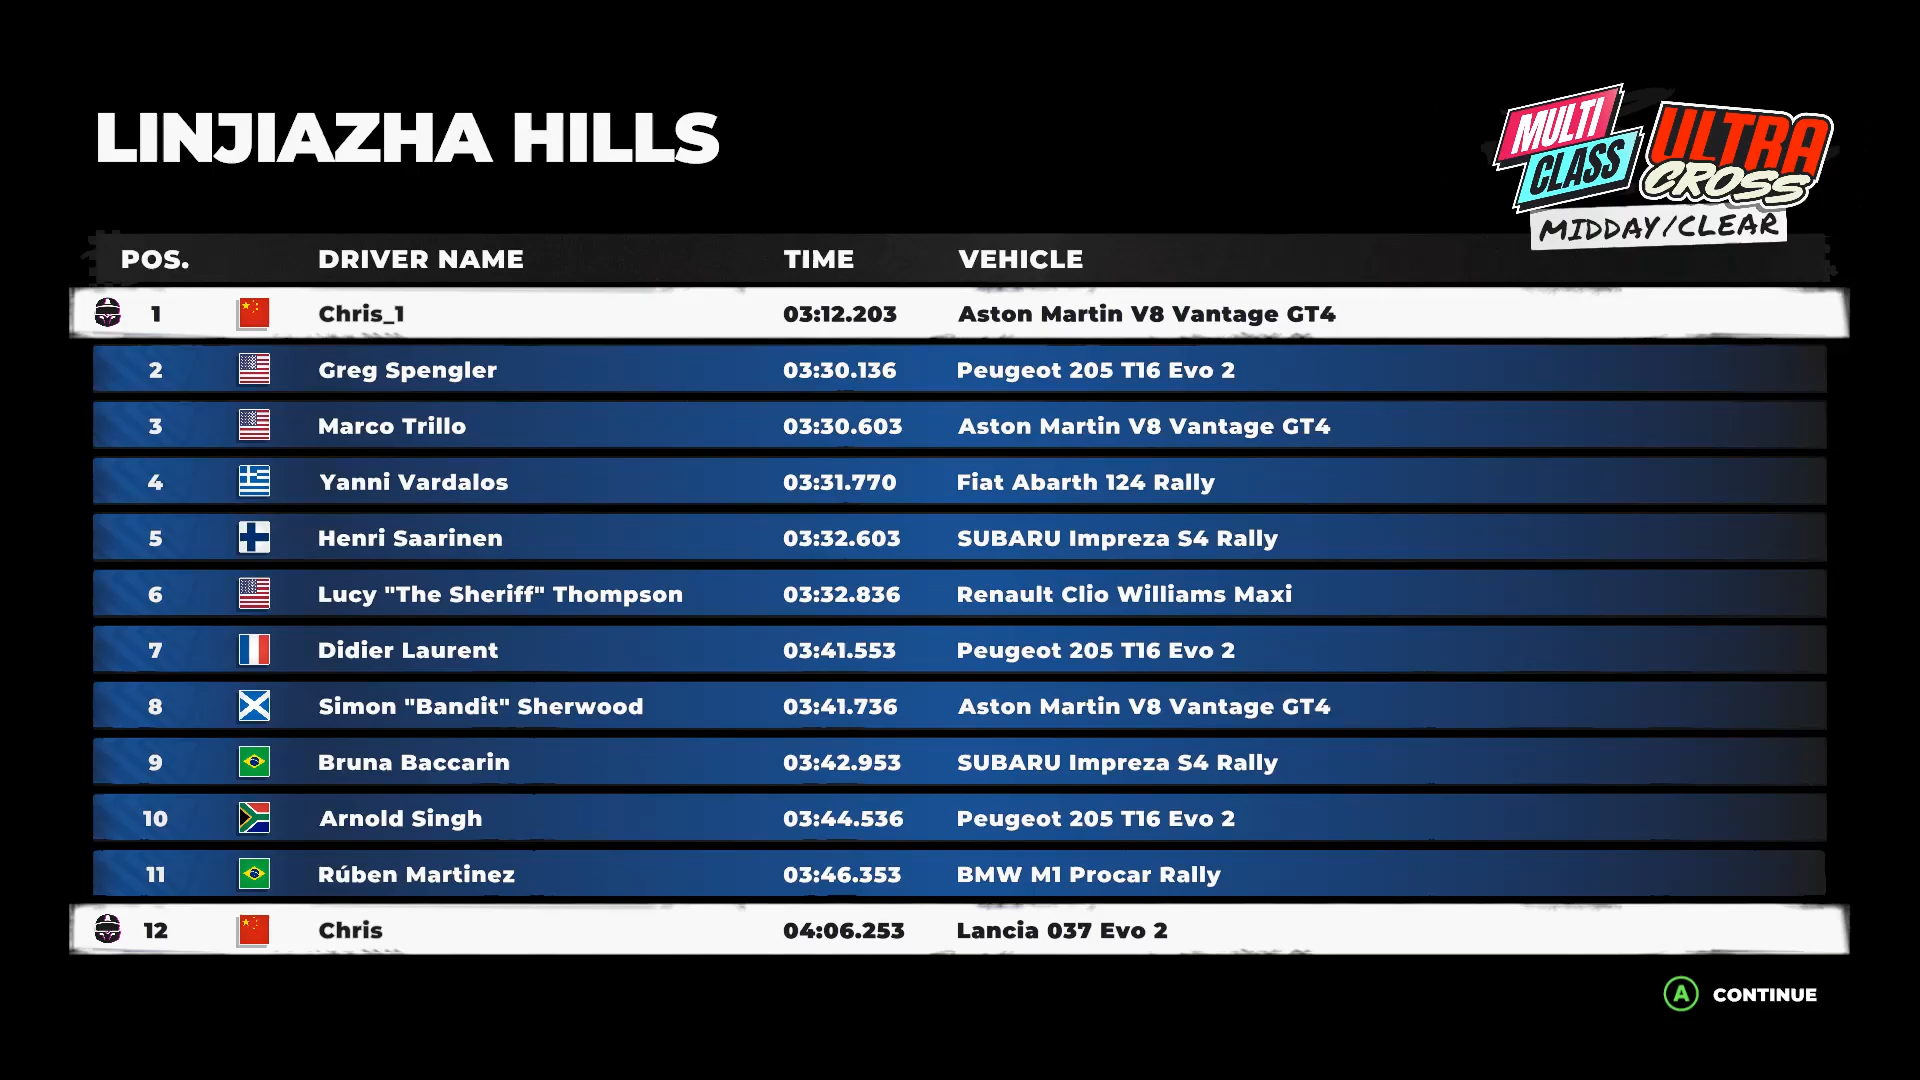 LINJIAZHA HILLS
MULTI CLASS ULTRA CROSS
MIDDAY/CLEAR
POS. DRIVER NAME TIME VEHICLE
1 Chris_1 03:12.203 Aston Martin V8 Vantage GT4
2 Greg Spengler 03:30.136 Peugeot 205 T16 Evo 2
3 Marco Trillo 03:30.603 Aston Martin V8 Vantage GT4
4 Yanni Vardalos 03:31.770 Fiat Abarth 124 Rally
5 Henri Saarinen 03:32.603 SUBARU Impreza S4 Rally
6 Lucy "The Sheriff" Thompson 03:32.836 Renault Clio Williams Maxi
7 Didier Laurent 03:41.553 Peugeot 205 T16 Evo 2
8 Simon "Bandit" Sherwood 03:41.736 Aston Martin V8 Vantage GT4
9 Bruna Baccarin 03:42.953 SUBARU Impreza S4 Rally
10 Arnold Singh 03:44.536 Peugeot 205 T16 Evo 2
11 Rúben Martinez 03:46.353 BMW M1 Procar Rally
12 Chris 04:06.253 Lancia 037 Evo 2
A CONTINUE